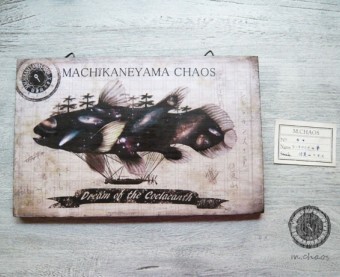 MACHIKANEYAMA CHAOS
Dream of the Coelacanth
M.CHAOS
m.chaos